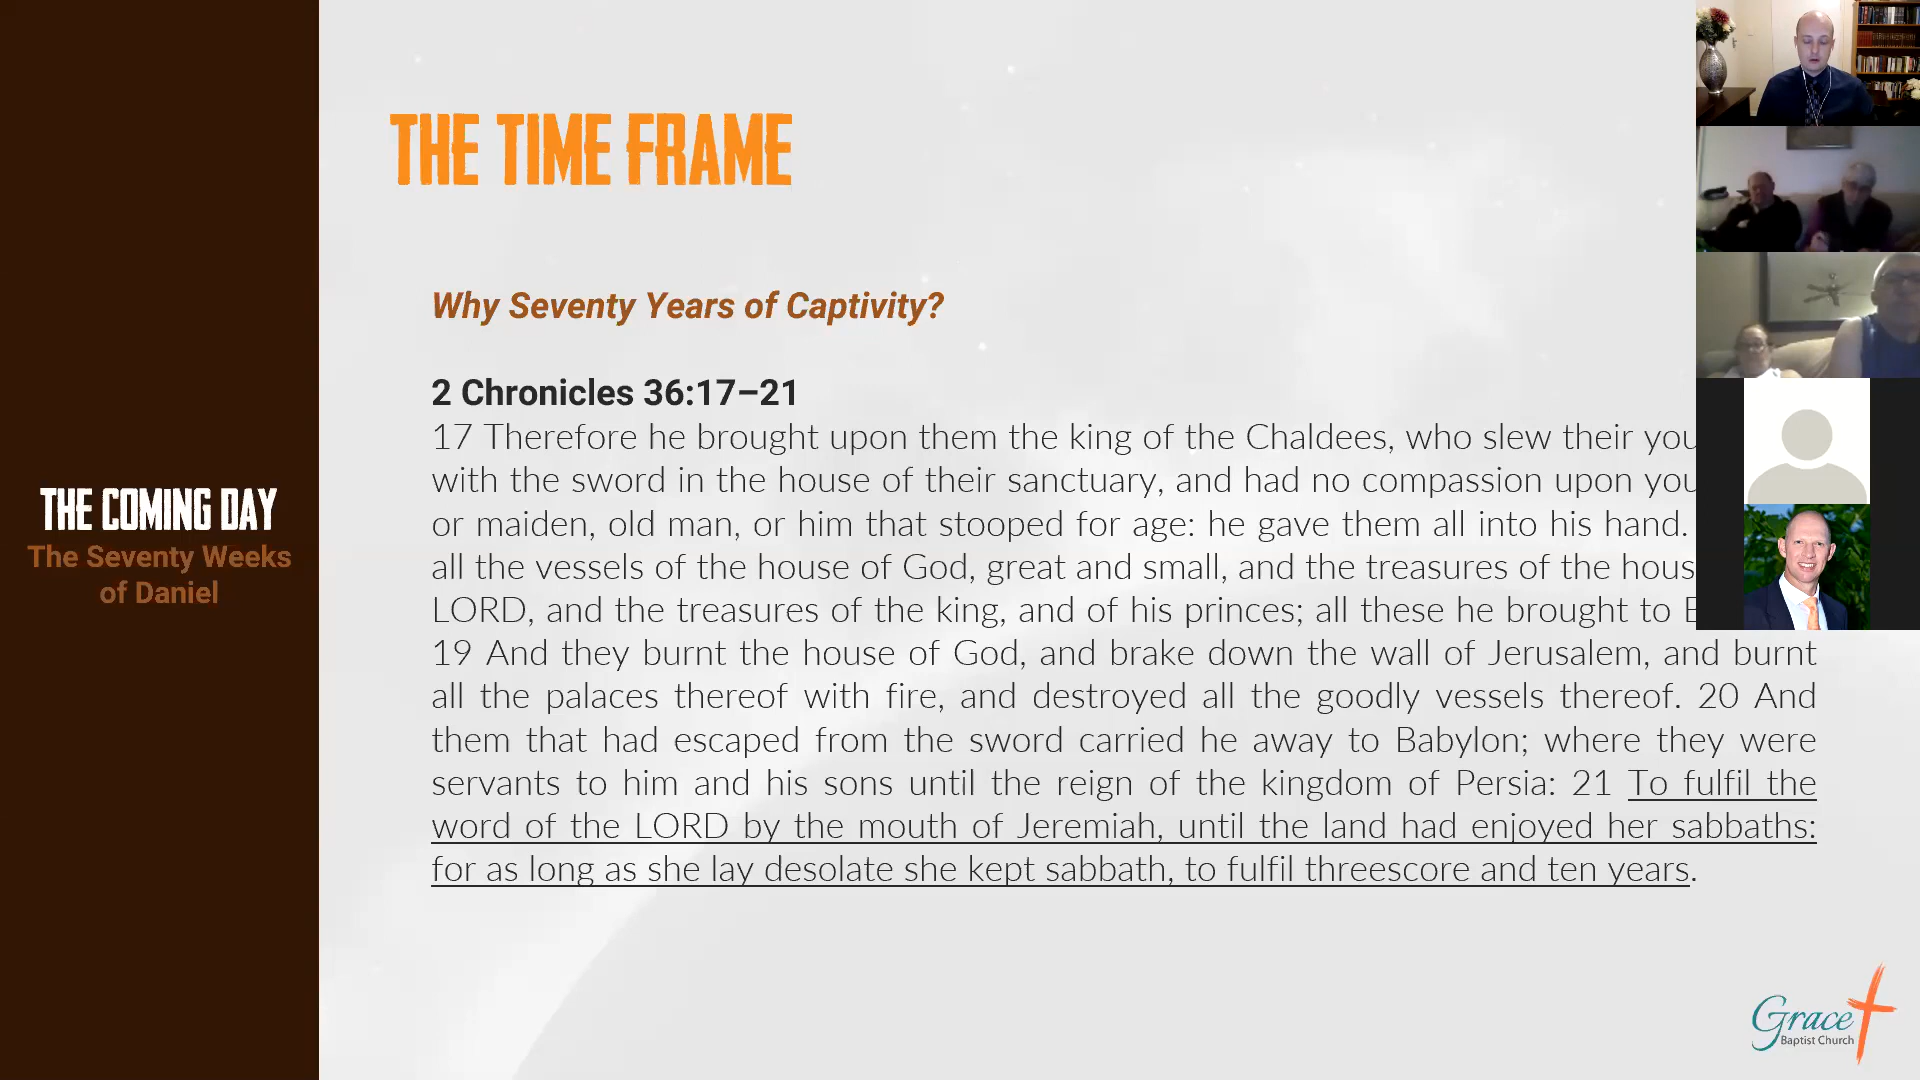 THE TIME FRAME
Why Seventy Years of Captivity?
2 Chronicles 36:17–21
17 Therefore he brought upon them the king of the Chaldees, who slew their
with the sword in the house of their sanctuary, and had no compassion upon
or maiden, old man, or him that stooped for age: he gave them all into his hand.
all the vessels of the house of God, great and small, and the treasures of the
LORD, and the treasures of the king, and of his princes; all these he brought to
19 And they burnt the house of God, and brake down the wall of Jerusalem, and burnt
all the palaces thereof with fire, and destroyed all the goodly vessels thereof. 20 And
them that had escaped from the sword carried he away to Babylon; where they were
servants to him and his sons until the reign of the kingdom of Persia: 21 To fulfil the
word of the LORD by the mouth of Jeremiah, until the land had enjoyed her sabbaths:
for as long as she lay desolate she kept sabbath, to fulfil threescore and ten years.
THE COMING DAY
The Seventy Weeks
of Daniel
Grace
Baptist Church